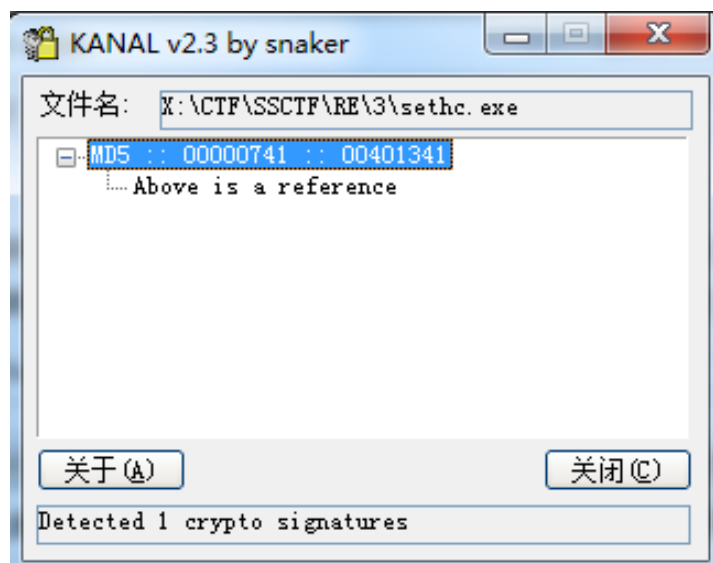 KANAL v2.3 by snaker
文件名: X:\CTF\SSCTF\RE\3\sethc.exe
MD5 :: 00000741 :: 00401341
Above is a reference
关于(A) 关闭(C)
Detected 1 crypto signatures